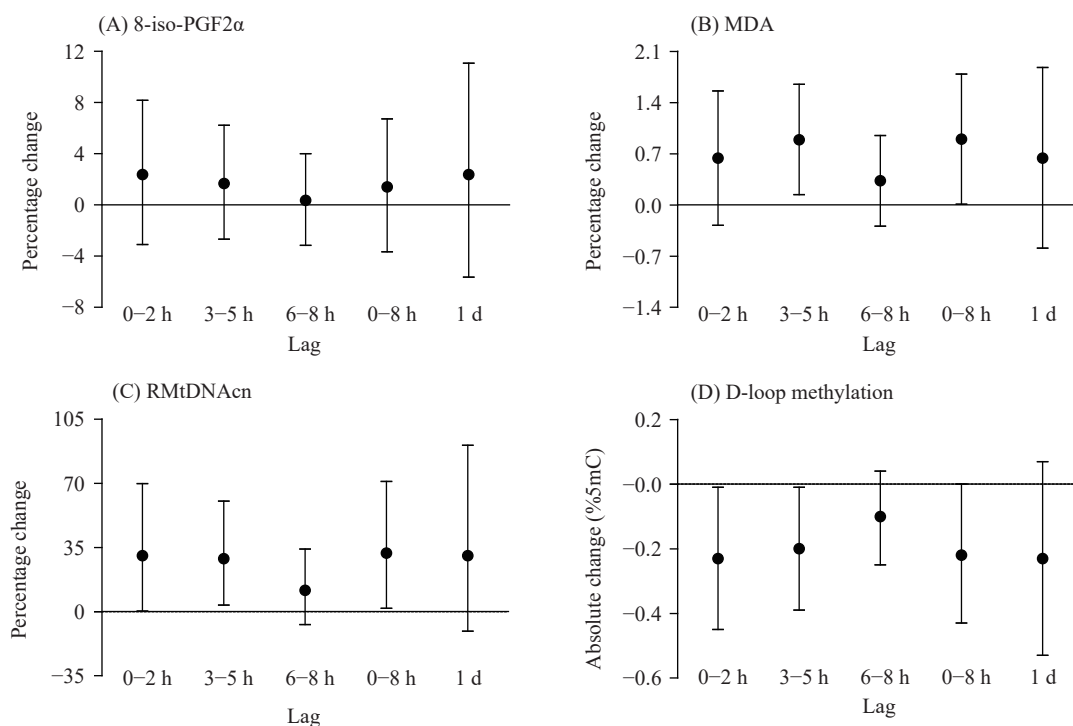 (A) 8-iso-PGF2α
12
8
4
0
−4
−8
Percentage change
0−2 h 3−5 h 6−8 h 0−8 h 1 d
Lag
(B) MDA
2.1
1.4
0.7
0.0
−0.7
−1.4
Percentage change
0−2 h 3−5 h 6−8 h 0−8 h 1 d
Lag
(C) RMtDNAcn
105
70
35
0
−35
Percentage change
0−2 h 3−5 h 6−8 h 0−8 h 1 d
Lag
(D) D-loop methylation
0.2
−0.0
−0.2
−0.4
−0.6
Absolute change (%5mC)
0−2 h 3−5 h 6−8 h 0−8 h 1 d
Lag